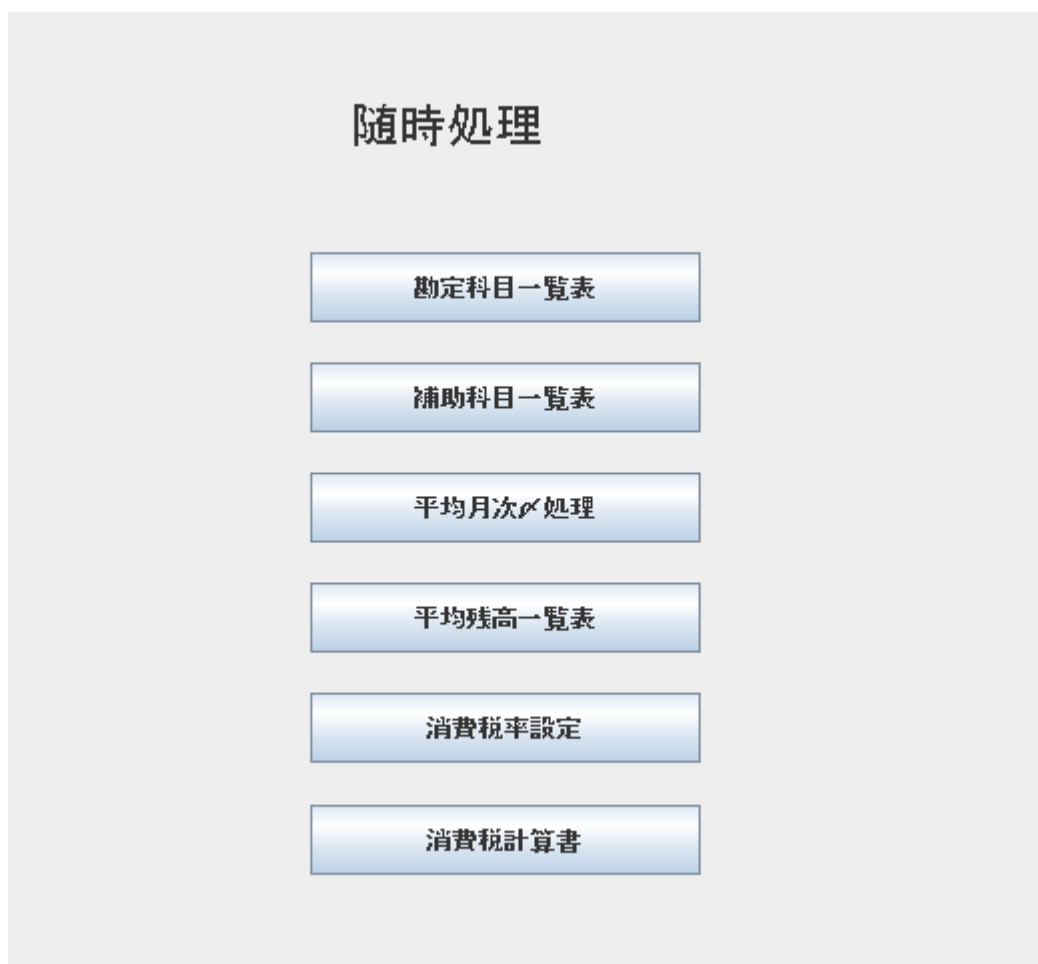 随時処理
勘定科目一覧表
補助科目一覧表
平均月次〆処理
平均残高一覧表
消費税率設定
消費税計算書